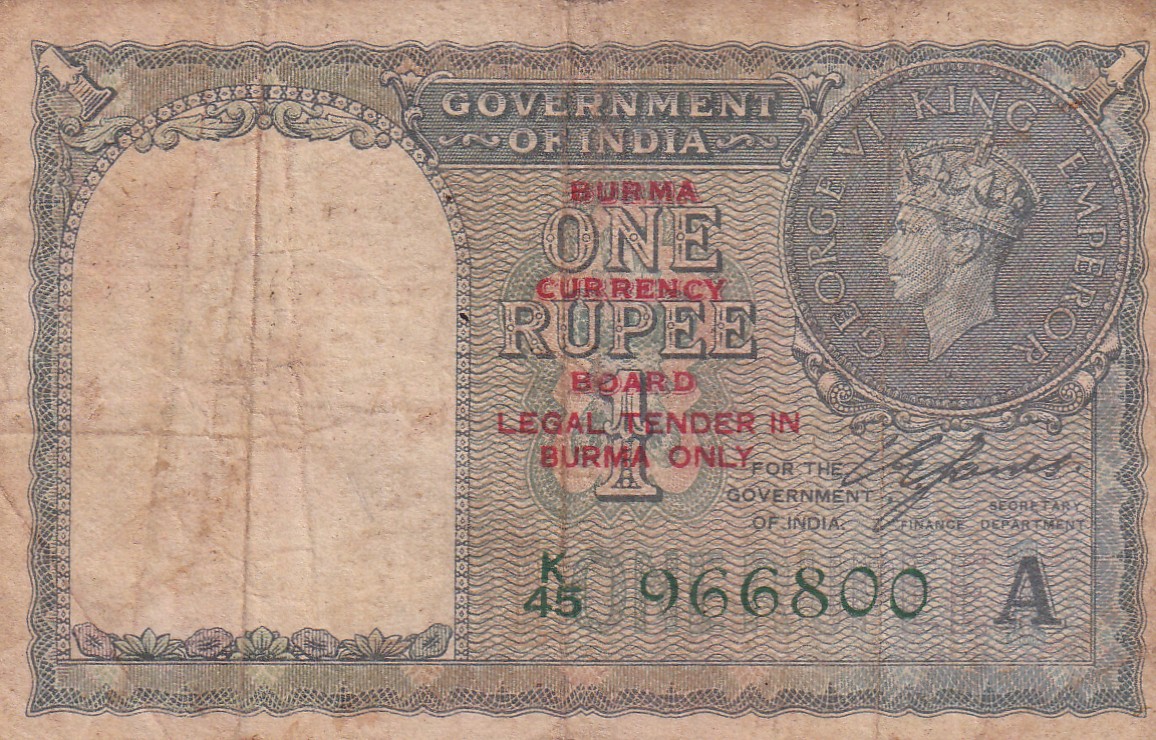 GOVERNMENT
OF INDIA
GEORGE VI KING EMPEROR
BURMA
ONE
CURRENCY
RUPEE
BOARD
1
LEGAL TENDER IN
BURMA ONLY
FOR THE
GOVERNMENT
OF INDIA.
SECRETARY,
FINANCE DEPARTMENT
K/45 966800 A